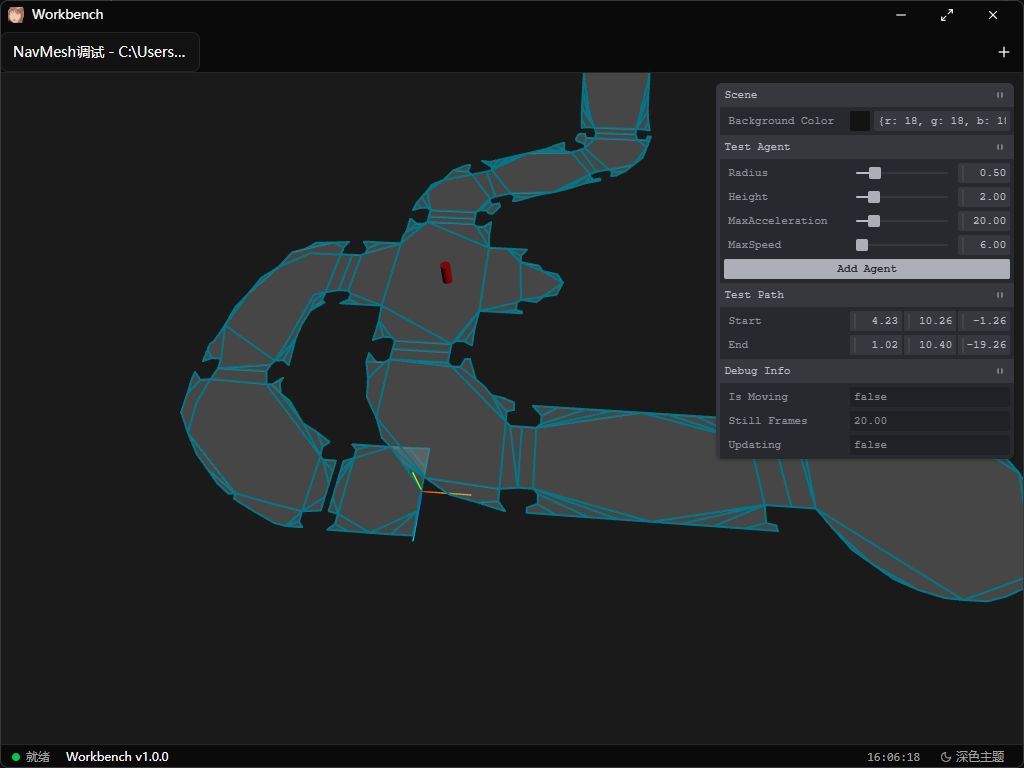 Workbench
NavMesh调试 - C:\Users...
Scene
Background Color {r: 18, g: 18, b: 18
Test Agent
Radius 0.50
Height 2.00
MaxAcceleration 20.00
MaxSpeed 6.00
Add Agent
Test Path
Start 4.23 10.26 -1.26
End 1.02 10.40 -19.26
Debug Info
Is Moving false
Still Frames 20.00
Updating false
就绪 Workbench v1.0.0 16:06:18 深色主题